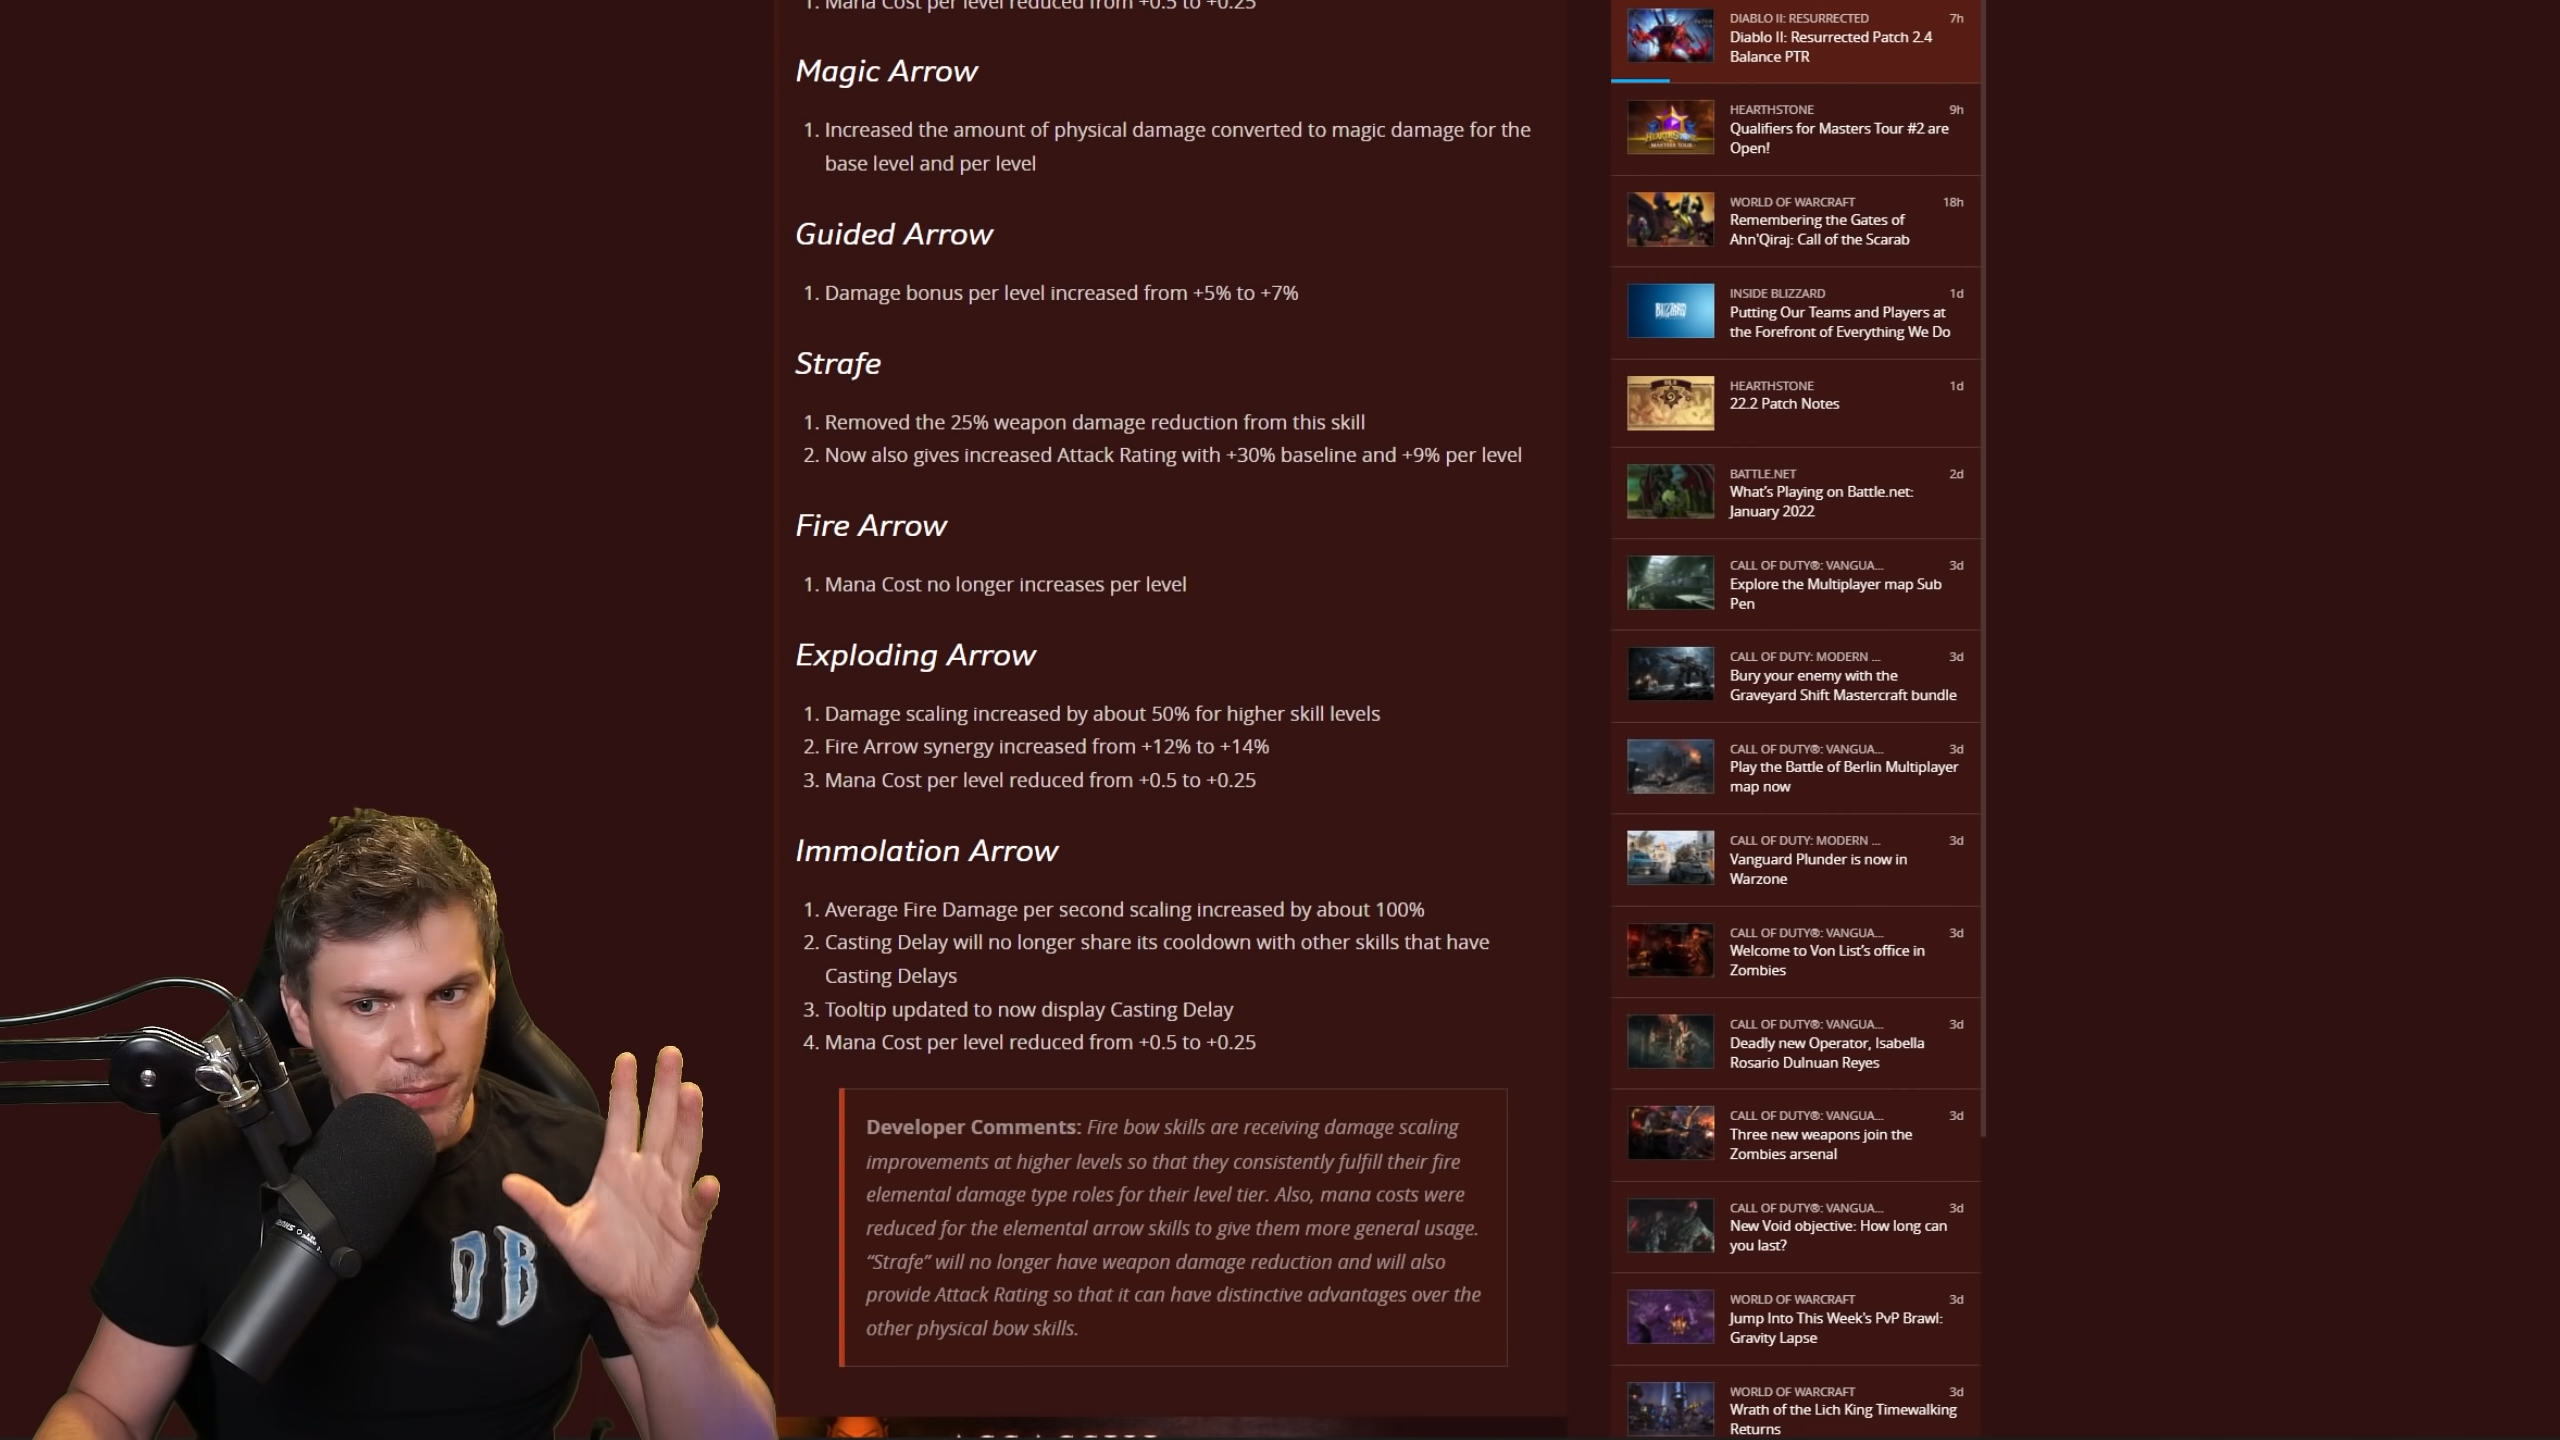 1. Mana Cost per level reduced from +0.5 to +0.25
Magic Arrow
1. Increased the amount of physical damage converted to magic damage for the
base level and per level
Guided Arrow
1. Damage bonus per level increased from +5% to +7%
Strafe
1. Removed the 25% weapon damage reduction from this skill
2. Now also gives increased Attack Rating with +30% baseline and +9% per level
Fire Arrow
1. Mana Cost no longer increases per level
Exploding Arrow
1. Damage scaling increased by about 50% for higher skill levels
2. Fire Arrow synergy increased from +12% to +14%
3. Mana Cost per level reduced from +0.5 to +0.25
Immolation Arrow
1. Average Fire Damage per second scaling increased by about 100%
2. Casting Delay will no longer share its cooldown with other skills that have
Casting Delays
3. Tooltip updated to now display Casting Delay
4. Mana Cost per level reduced from +0.5 to +0.25
Developer Comments: Fire bow skills are receiving damage scaling
improvements at higher levels so that they consistently fulfill their fire
elemental damage type roles for their level tier. Also, mana costs were
reduced for the elemental arrow skills to give them more general usage.
“Strafe” will no longer have weapon damage reduction and will also
provide Attack Rating so that it can have distinctive advantages over the
other physical bow skills.
ASSASSIN
DIABLO II: RESURRECTED 7h
Diablo II: Resurrected Patch 2.4
Balance PTR
HEARTHSTONE 9h
Qualifiers for Masters Tour #2 are
Open!
WORLD OF WARCRAFT 18h
Remembering the Gates of
Ahn'Qiraj: Call of the Scarab
INSIDE BLIZZARD 1d
Putting Our Teams and Players at
the Forefront of Everything We Do
BLIZZARD
HEARTHSTONE 1d
22.2 Patch Notes
BATTLE.NET 2d
What’s Playing on Battle.net:
January 2022
CALL OF DUTY®: VANGUA... 3d
Explore the Multiplayer map Sub
Pen
CALL OF DUTY: MODERN ... 3d
Bury your enemy with the
Graveyard Shift Mastercraft bundle
CALL OF DUTY®: VANGUA... 3d
Play the Battle of Berlin Multiplayer
map now
CALL OF DUTY: MODERN ... 3d
Vanguard Plunder is now in
Warzone
CALL OF DUTY®: VANGUA... 3d
Welcome to Von List’s office in
Zombies
CALL OF DUTY®: VANGUA... 3d
Deadly new Operator, Isabella
Rosario Dulnuan Reyes
CALL OF DUTY®: VANGUA... 3d
Three new weapons join the
Zombies arsenal
CALL OF DUTY®: VANGUA... 3d
New Void objective: How long can
you last?
WORLD OF WARCRAFT 3d
Jump Into This Week's PvP Brawl:
Gravity Lapse
WORLD OF WARCRAFT 3d
Wrath of the Lich King Timewalking
Returns
DB